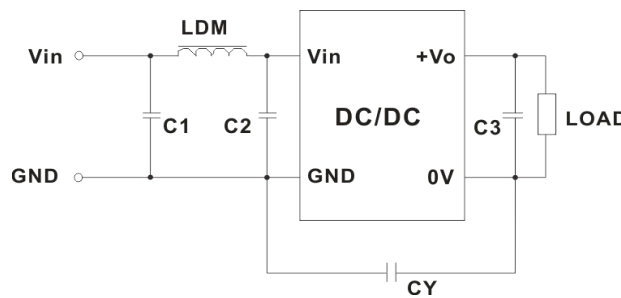 LDM
Vin
Vin
+Vo
C1
C2
DC/DC
C3
LOAD
GND
GND
0V
CY